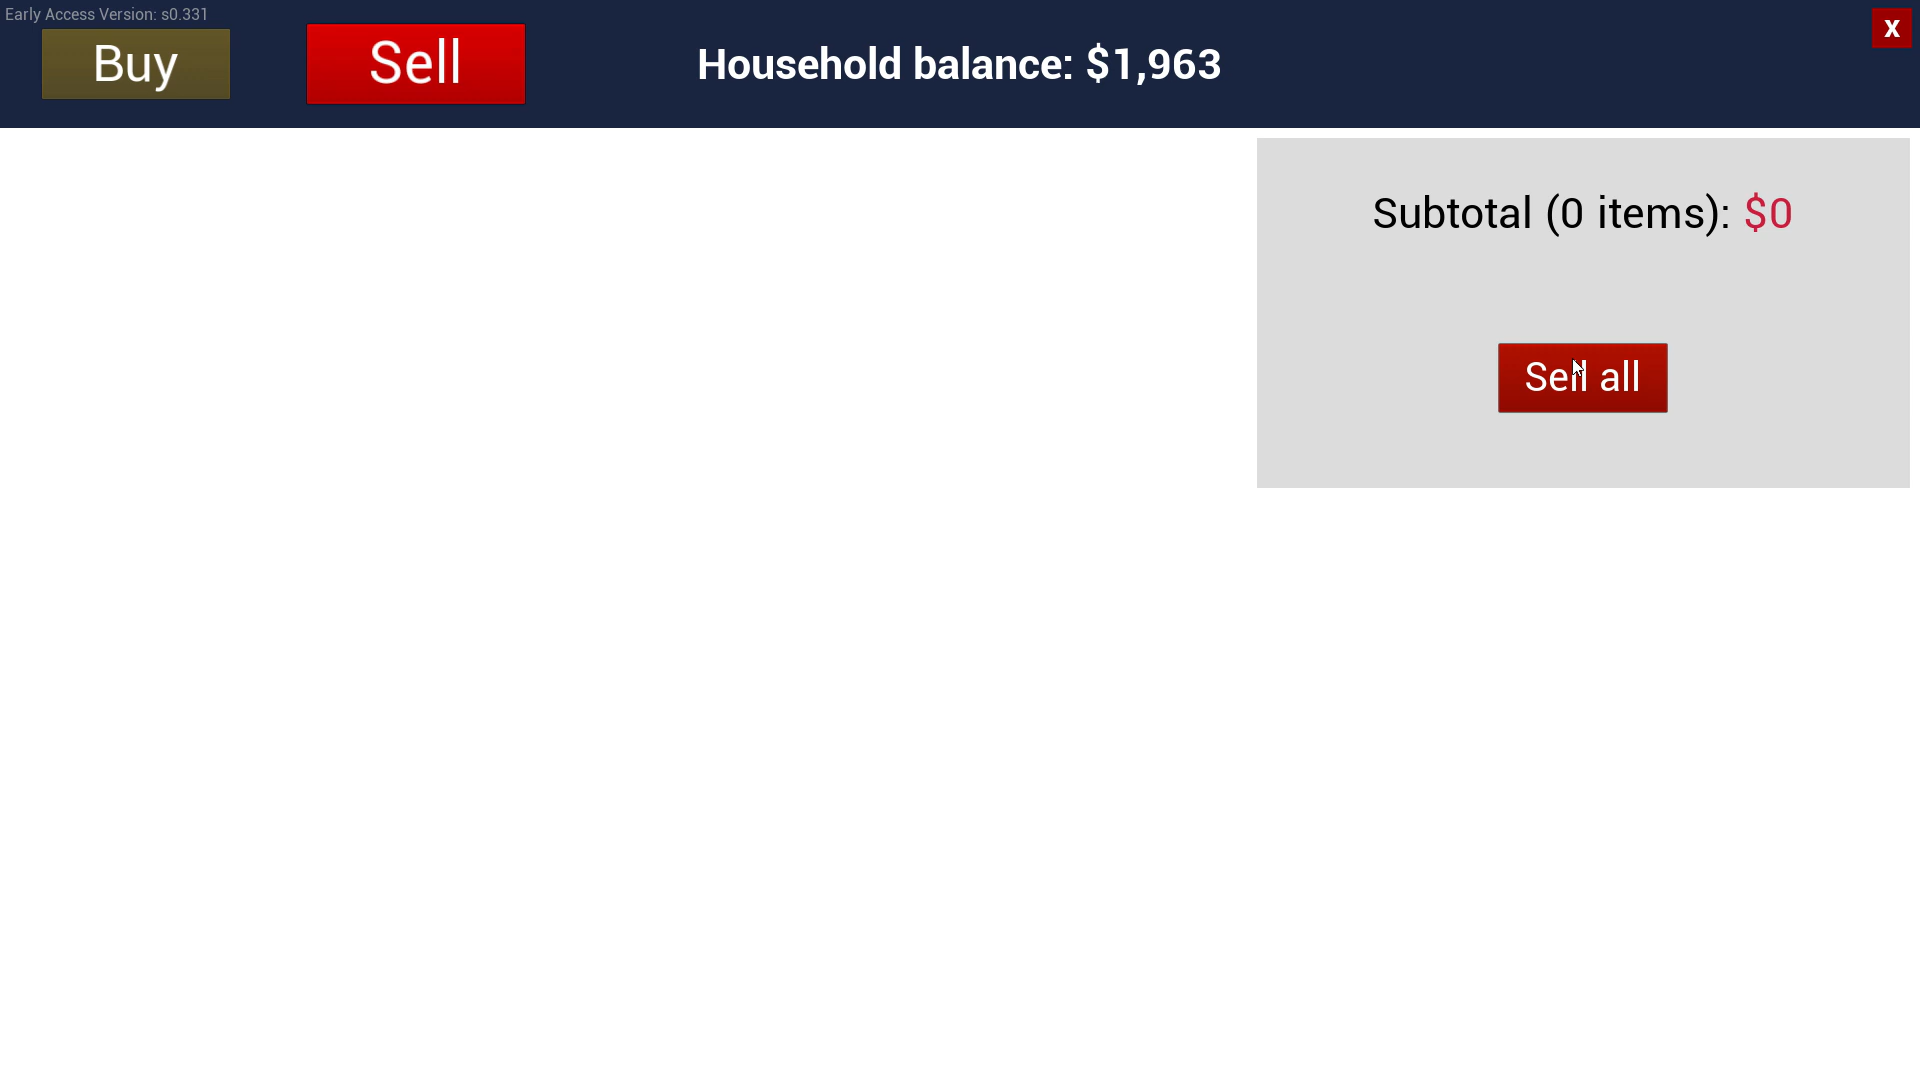 Early Access Version: s0.331
Buy
Sell
Household balance: $1,963
X
Subtotal (0 items): $0
Sell all